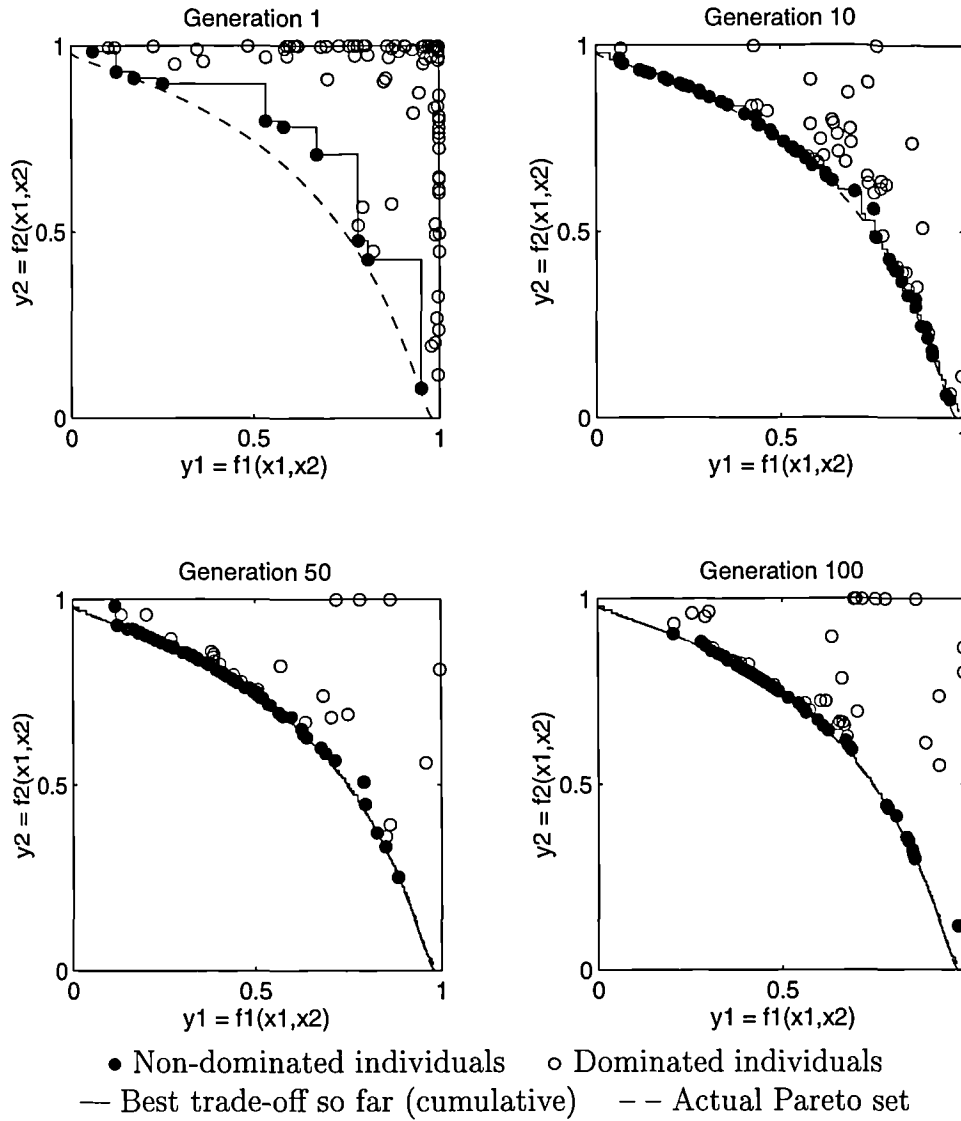 Generation 1
1
0.5
0
0
0.5
1
y2 = f2(x1,x2)
y1 = f1(x1,x2)
Generation 10
1
0.5
0
0
0.5
1
y2 = f2(x1,x2)
y1 = f1(x1,x2)
Generation 50
1
0.5
0
0
0.5
1
y2 = f2(x1,x2)
y1 = f1(x1,x2)
Generation 100
1
0.5
0
0
0.5
1
y2 = f2(x1,x2)
y1 = f1(x1,x2)
● Non-dominated individuals ○ Dominated individuals
— Best trade-off so far (cumulative) – – Actual Pareto set